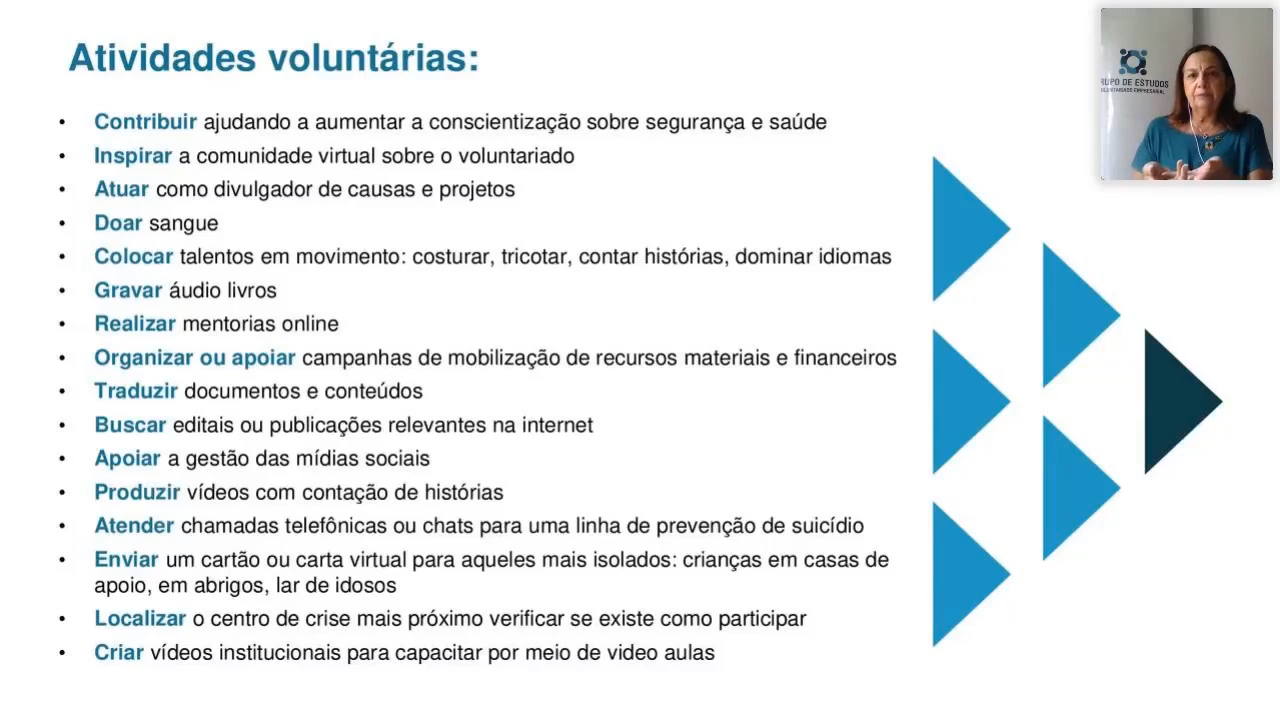 Atividades voluntárias:
• Contribuir ajudando a aumentar a conscientização sobre segurança e saúde
• Inspirar a comunidade virtual sobre o voluntariado
• Atuar como divulgador de causas e projetos
• Doar sangue
• Colocar talentos em movimento: costurar, tricotar, contar histórias, dominar idiomas
• Gravar áudio livros
• Realizar mentorias online
• Organizar ou apoiar campanhas de mobilização de recursos materiais e financeiros
• Traduzir documentos e conteúdos
• Buscar editais ou publicações relevantes na internet
• Apoiar a gestão das mídias sociais
• Produzir vídeos com contação de histórias
• Atender chamadas telefônicas ou chats para uma linha de prevenção de suicídio
• Enviar um cartão ou carta virtual para aqueles mais isolados: crianças em casas de
apoio, em abrigos, lar de idosos
• Localizar o centro de crise mais próximo verificar se existe como participar
• Criar vídeos institucionais para capacitar por meio de video aulas
RUPO DE ESTUDOS
OLUNTARIADO EMPRESARIAL